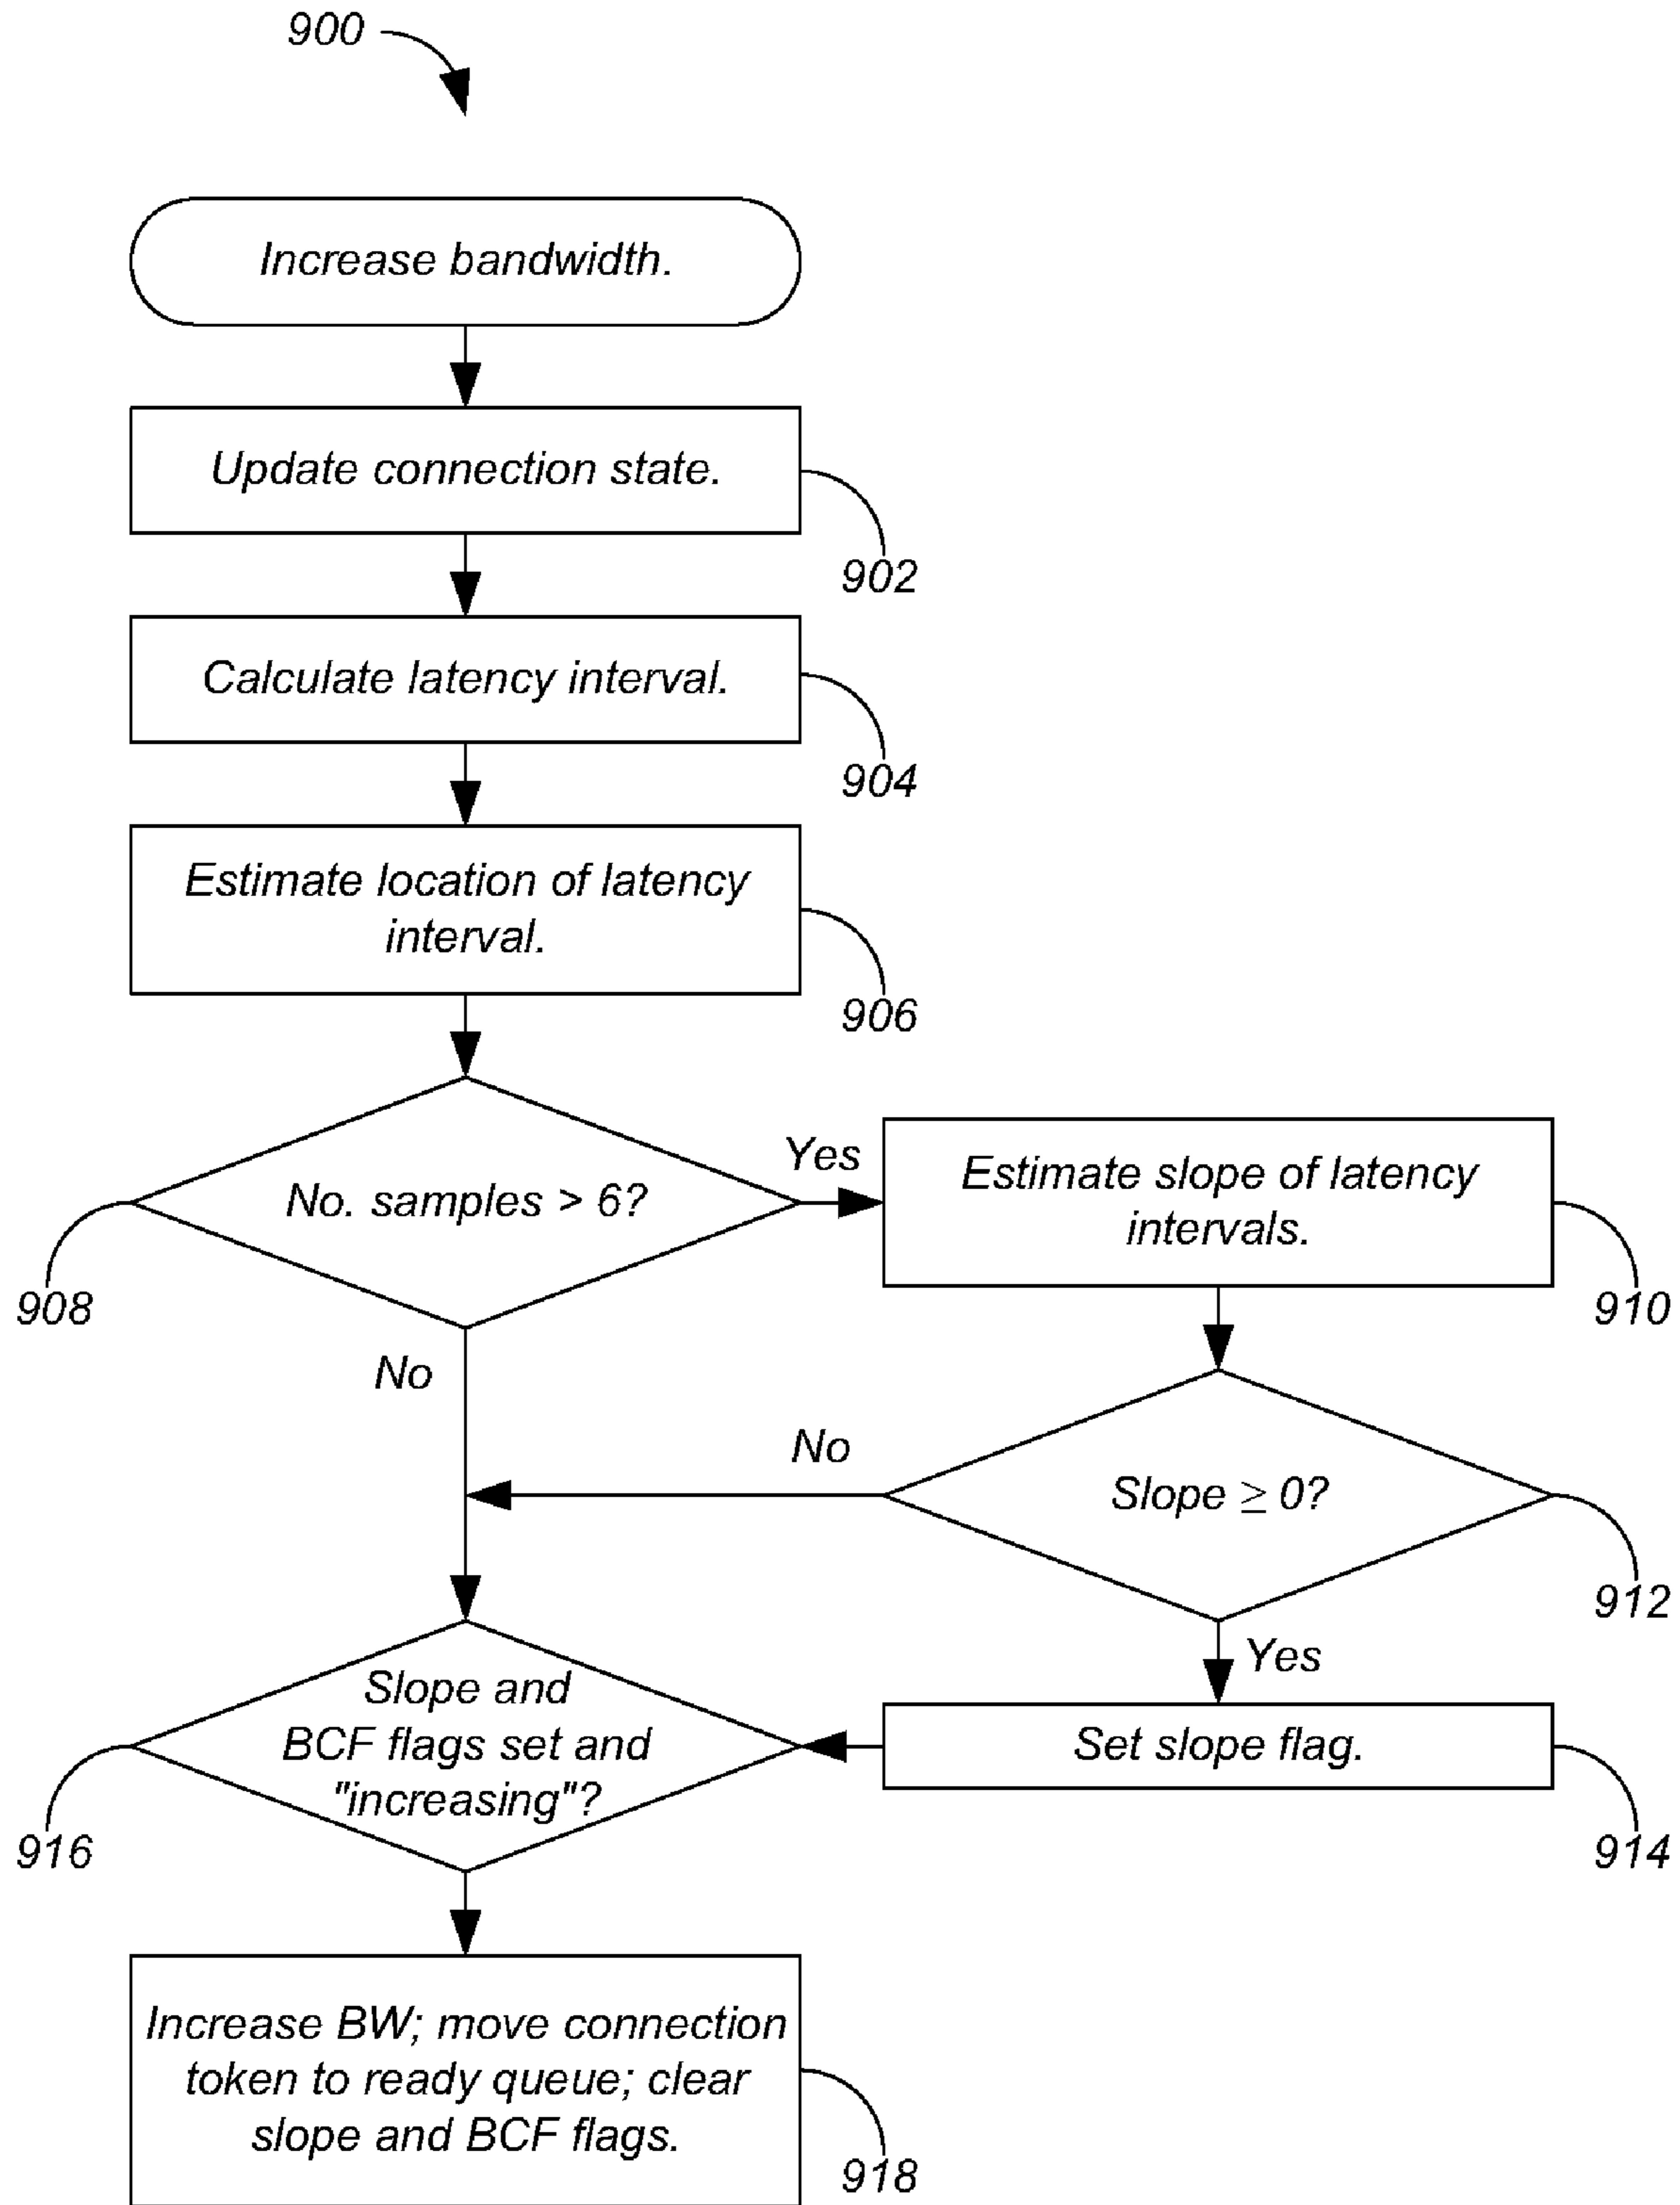 900
Increase bandwidth.
Update connection state.
902
Calculate latency interval.
904
Estimate location of latency
interval.
906
No. samples > 6?
908
Yes
Estimate slope of latency
intervals.
910
No
No
Slope ≥ 0?
912
Yes
Slope and
BCF flags set and
"increasing"?
916
Set slope flag.
914
Increase BW; move connection
token to ready queue; clear
slope and BCF flags.
918